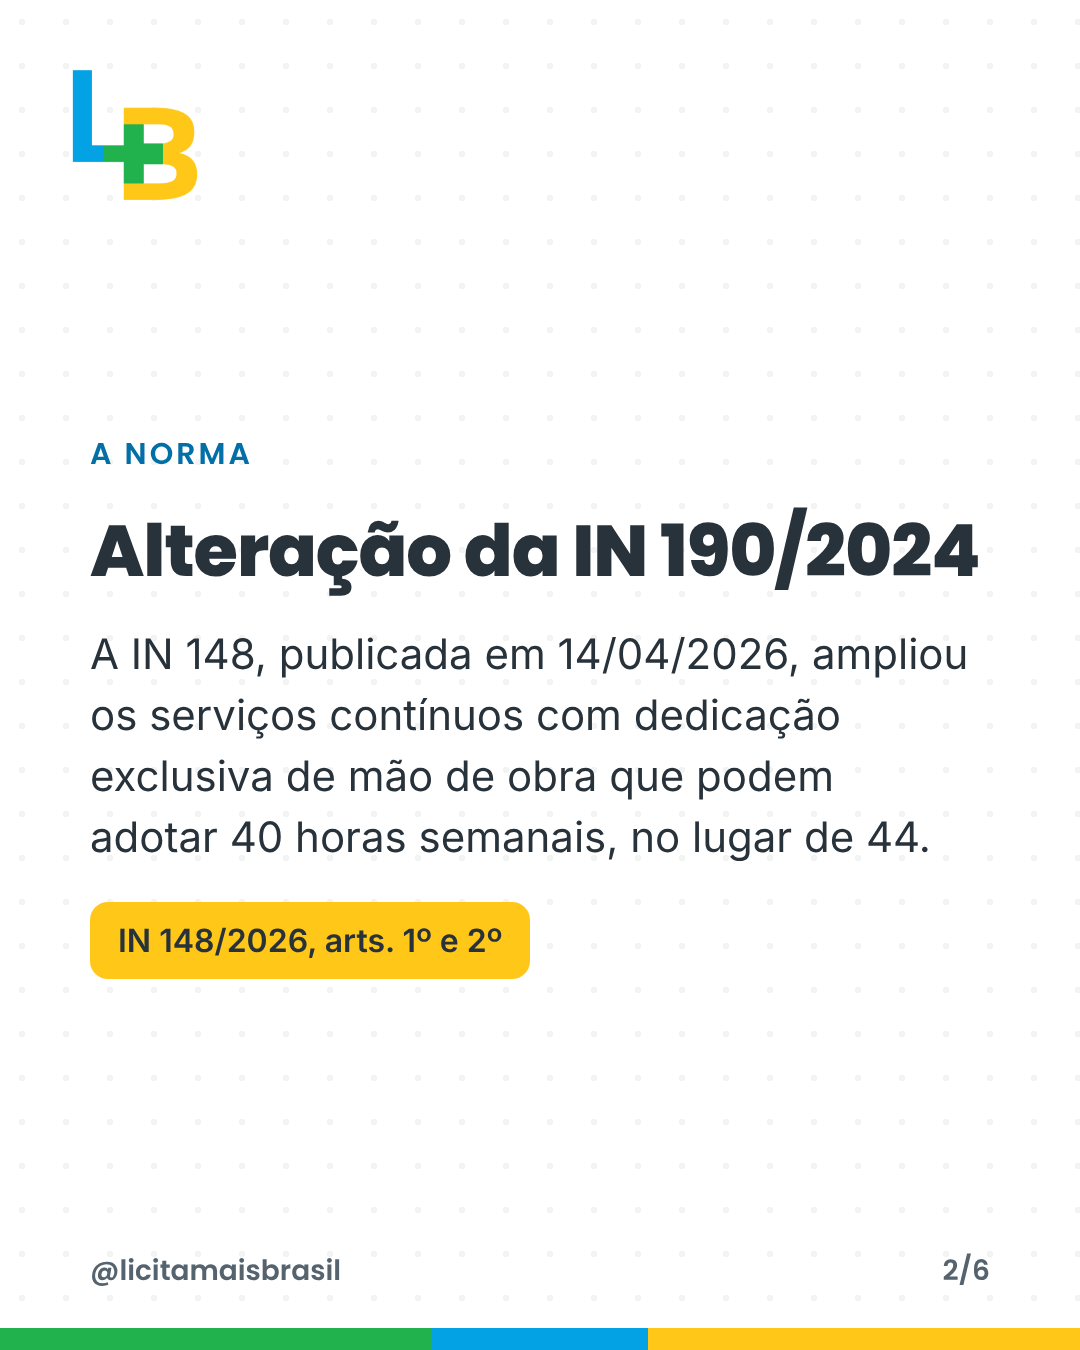 L+B
A NORMA
Alteração da IN 190/2024
A IN 148, publicada em 14/04/2026, ampliou
os serviços contínuos com dedicação
exclusiva de mão de obra que podem
adotar 40 horas semanais, no lugar de 44.
IN 148/2026, arts. 1º e 2º
@licitamaisbrasil
2/6